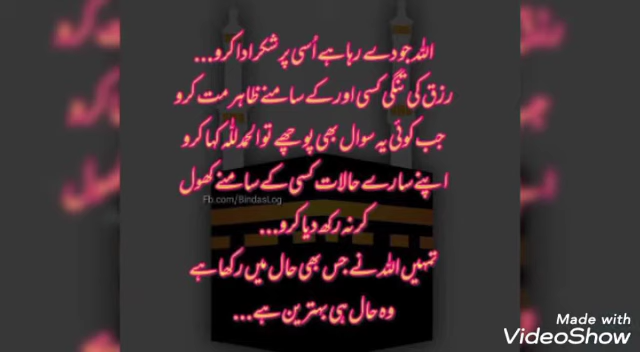 اللہ جو دے رہا ہے اُسی پر شکر ادا کرو...
رزق کی تنگی کسی اور کے سامنے ظاہر مت کرو
جب کوئی یہ سوال بھی پوچھے تو الحمدللّٰہ کہا کرو
اپنے سارے حالات کسی کے سامنے کھول
Fb.com/BindasLog
کر نہ رکھ دیا کرو...
تمہیں اللہ نے جس بھی حال میں رکھا ہے
وہ حال ہی بہترین ہے...
Made with
VideoShow